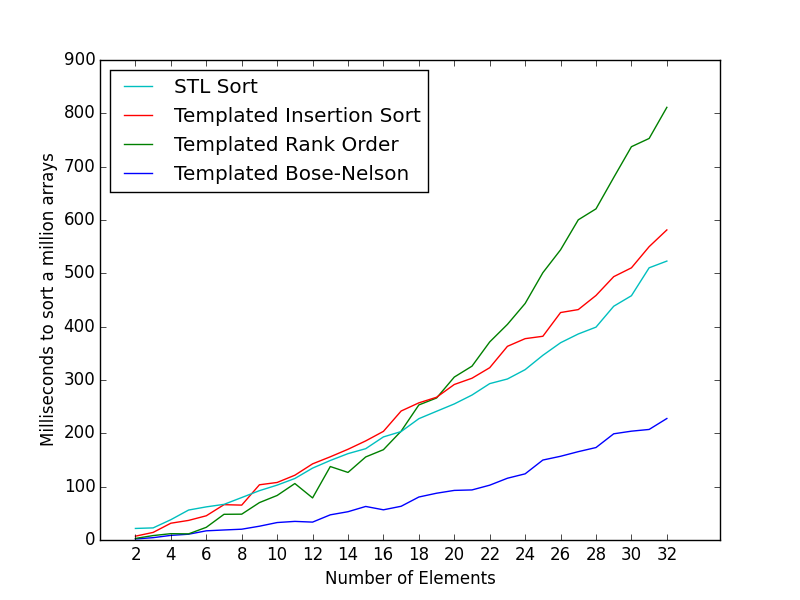 900
800
700
600
500
400
300
200
100
0
Milliseconds to sort a million arrays
STL Sort
Templated Insertion Sort
Templated Rank Order
Templated Bose-Nelson
2 4 6 8 10 12 14 16 18 20 22 24 26 28 30 32
Number of Elements